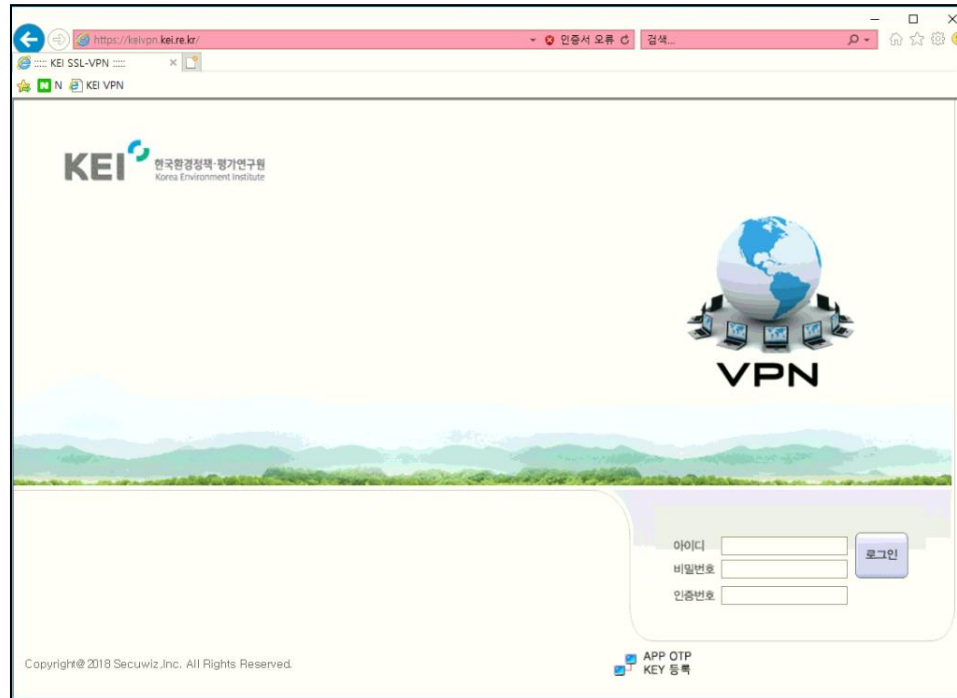 https://keivpn.kei.re.kr/
인증서 오류
검색...
::::: KEI SSL-VPN :::::
N N KEI VPN
KEI 한국환경정책·평가연구원
Korea Environment Institute
VPN
아이디
로그인
비밀번호
인증번호
Copyright@ 2018 Secuwiz.,Inc. All Rights Reserved.
APP OTP
KEY 등록